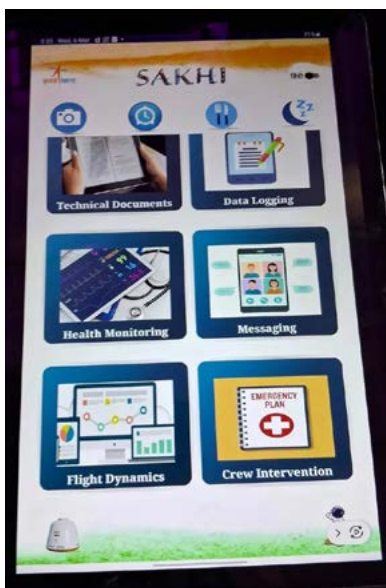 SAKHI
Technical Documents
Data Logging
Health Monitoring
Messaging
Flight Dynamics
EMERGENCY
PLAN
Crew Intervention